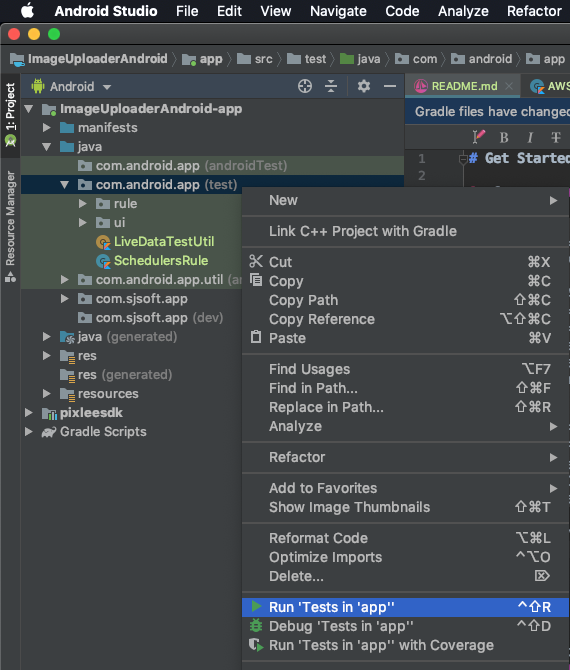 Android Studio File Edit View Navigate Code Analyze Refactor
ImageUploaderAndroid app src test java com android app
1: Project
Resource Manager
Android
README.md
AWS
Gradle files have changed
B I T
1 # Get Started
2
ImageUploaderAndroid-app
manifests
java
com.android.app (androidTest)
com.android.app (test)
rule
ui
LiveDataTestUtil
SchedulersRule
com.android.app.util (an
com.sjsoft.app
com.sjsoft.app (dev)
java (generated)
res
res (generated)
resources
pixleesdk
Gradle Scripts
New
Link C++ Project with Gradle
Cut ⌘X
Copy ⌘C
Copy Path ⇧⌘C
Copy Reference ⌥⇧⌘C
Paste ⌘V
Find Usages ⌥F7
Find in Path... ⇧⌘F
Replace in Path... ⇧⌘R
Analyze
Refactor
Add to Favorites
Show Image Thumbnails ⇧⌘T
Reformat Code ⌥⌘L
Optimize Imports ^⌥O
Delete... ⌦
Run 'Tests in 'app'' ^⇧R
Debug 'Tests in 'app'' ^⇧D
Run 'Tests in 'app'' with Coverage